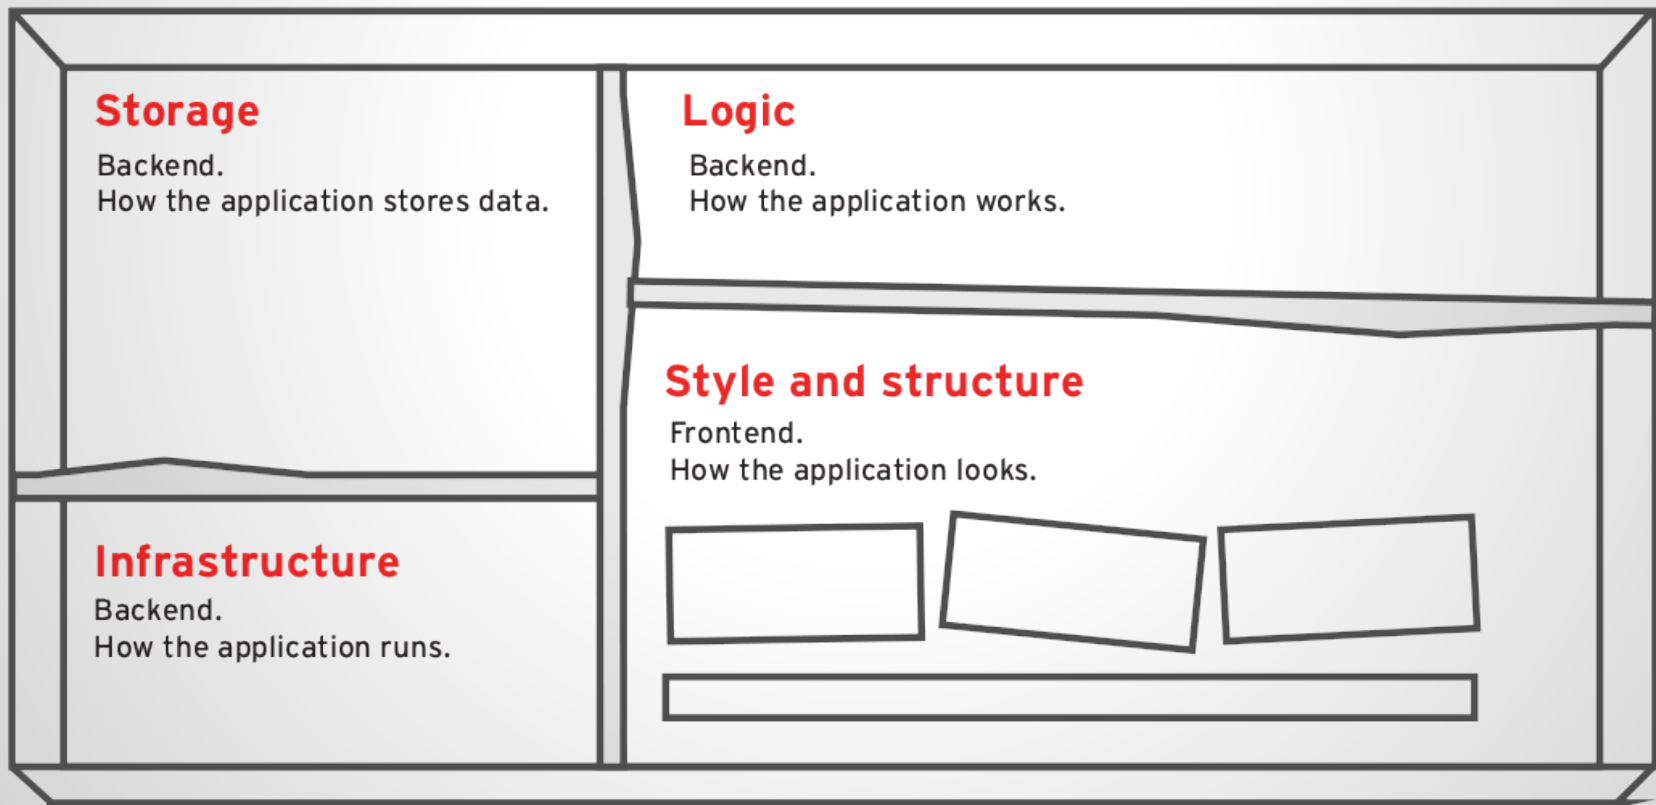 Storage
Backend.
How the application stores data.
Logic
Backend.
How the application works.
Style and structure
Frontend.
How the application looks.
Infrastructure
Backend.
How the application runs.